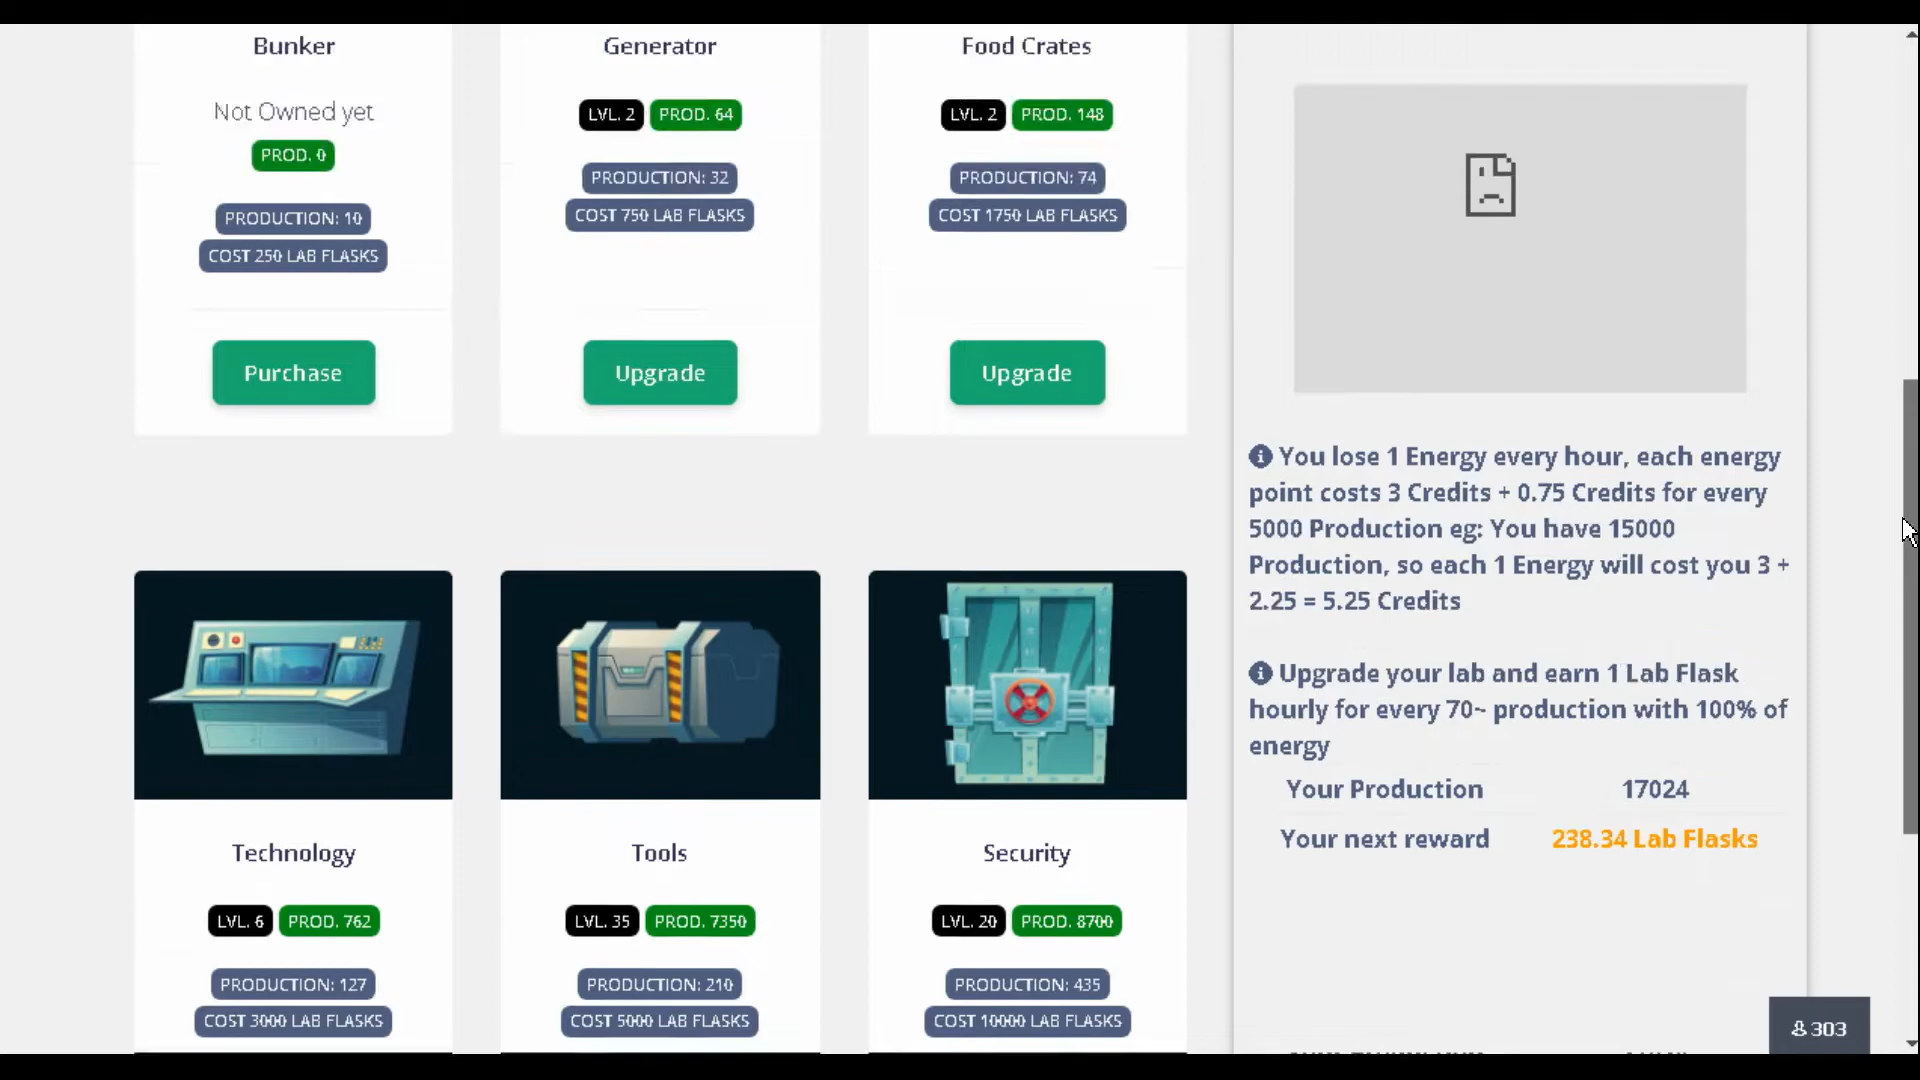 Bunker
Not Owned yet
PROD. 0
PRODUCTION: 10
COST 250 LAB FLASKS
Purchase
Generator
LVL. 2 PROD. 64
PRODUCTION: 32
COST 750 LAB FLASKS
Upgrade
Food Crates
LVL. 2 PROD. 148
PRODUCTION: 74
COST 1750 LAB FLASKS
Upgrade
Technology
LVL. 6 PROD. 762
PRODUCTION: 127
COST 3000 LAB FLASKS
Tools
LVL. 35 PROD. 7350
PRODUCTION: 210
COST 5000 LAB FLASKS
Security
LVL. 20 PROD. 8700
PRODUCTION: 435
COST 10000 LAB FLASKS
You lose 1 Energy every hour, each energy
point costs 3 Credits + 0.75 Credits for every
5000 Production eg: You have 15000
Production, so each 1 Energy will cost you 3 +
2.25 = 5.25 Credits
Upgrade your lab and earn 1 Lab Flask
hourly for every 70~ production with 100% of
energy
Your Production 17024
Your next reward 238.34 Lab Flasks
303